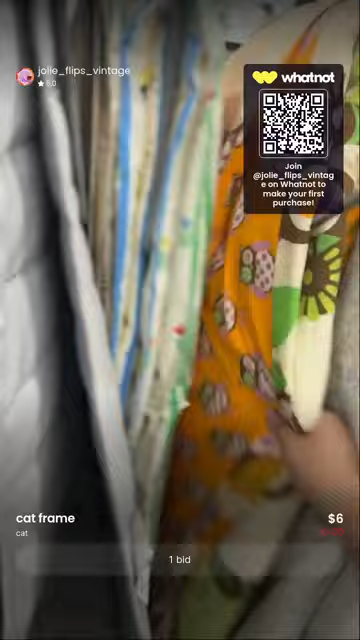 jolie_flips_vintage
★ 5.0
whatnot
Join
@jolie_flips_vintag
e on Whatnot to
make your first
purchase!
cat frame
$6
cat
1 bid